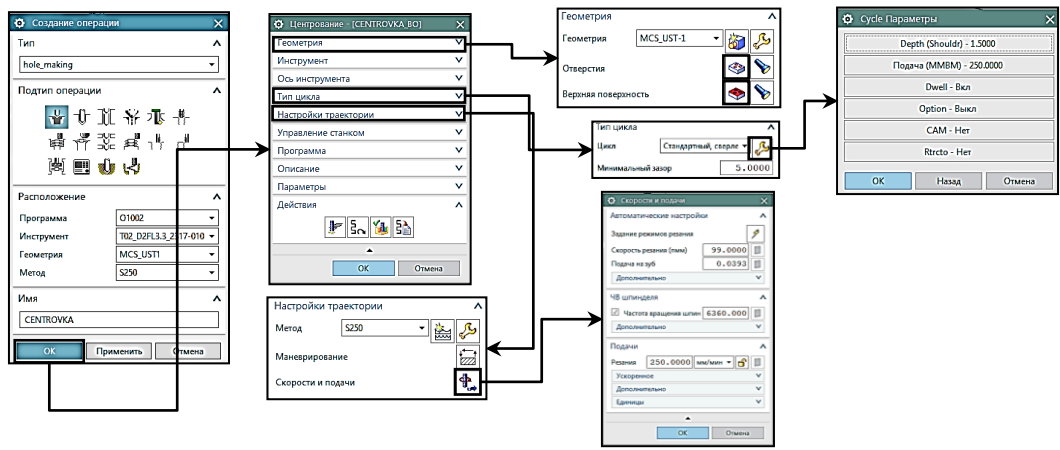 Создание операции
Тип
hole_making
Подтип операции
Расположение
Программа O1002
Инструмент T02_D2FL3.3_2317-010
Геометрия MCS_UST1
Метод S250
Имя
CENTROVKA
OK Применить Отмена
Центрование - [CENTROVKA_BO]
Геометрия
Инструмент
Ось инструмента
Тип цикла
Настройки траектории
Управление станком
Программа
Описание
Параметры
Действия
OK Отмена
Настройки траектории
Метод S250
Маневрирование
Скорости и подачи
Геометрия
Геометрия MCS_UST-1
Отверстия
Верхняя поверхность
Тип цикла
Цикл Стандартный, сверле
Минимальный зазор 5.0000
Скорости и подачи
Автоматические настройки
Задание режимов резания
Скорость резания (пмм) 99.0000
Подача на зуб 0.0393
Дополнительно
ЧВ шпинделя
Частота вращения шпин 6360.000
Дополнительно
Подачи
Резания 250.0000 мм/мин
Ускоренное
Дополнительно
Единицы
OK Отмена
Cycle Параметры
Depth (Shouldr) - 1.5000
Подача (MMBM) - 250.0000
Dwell - Вкл
Option - Выкл
CAM - Нет
Rtrcto - Нет
OK Назад Отмена